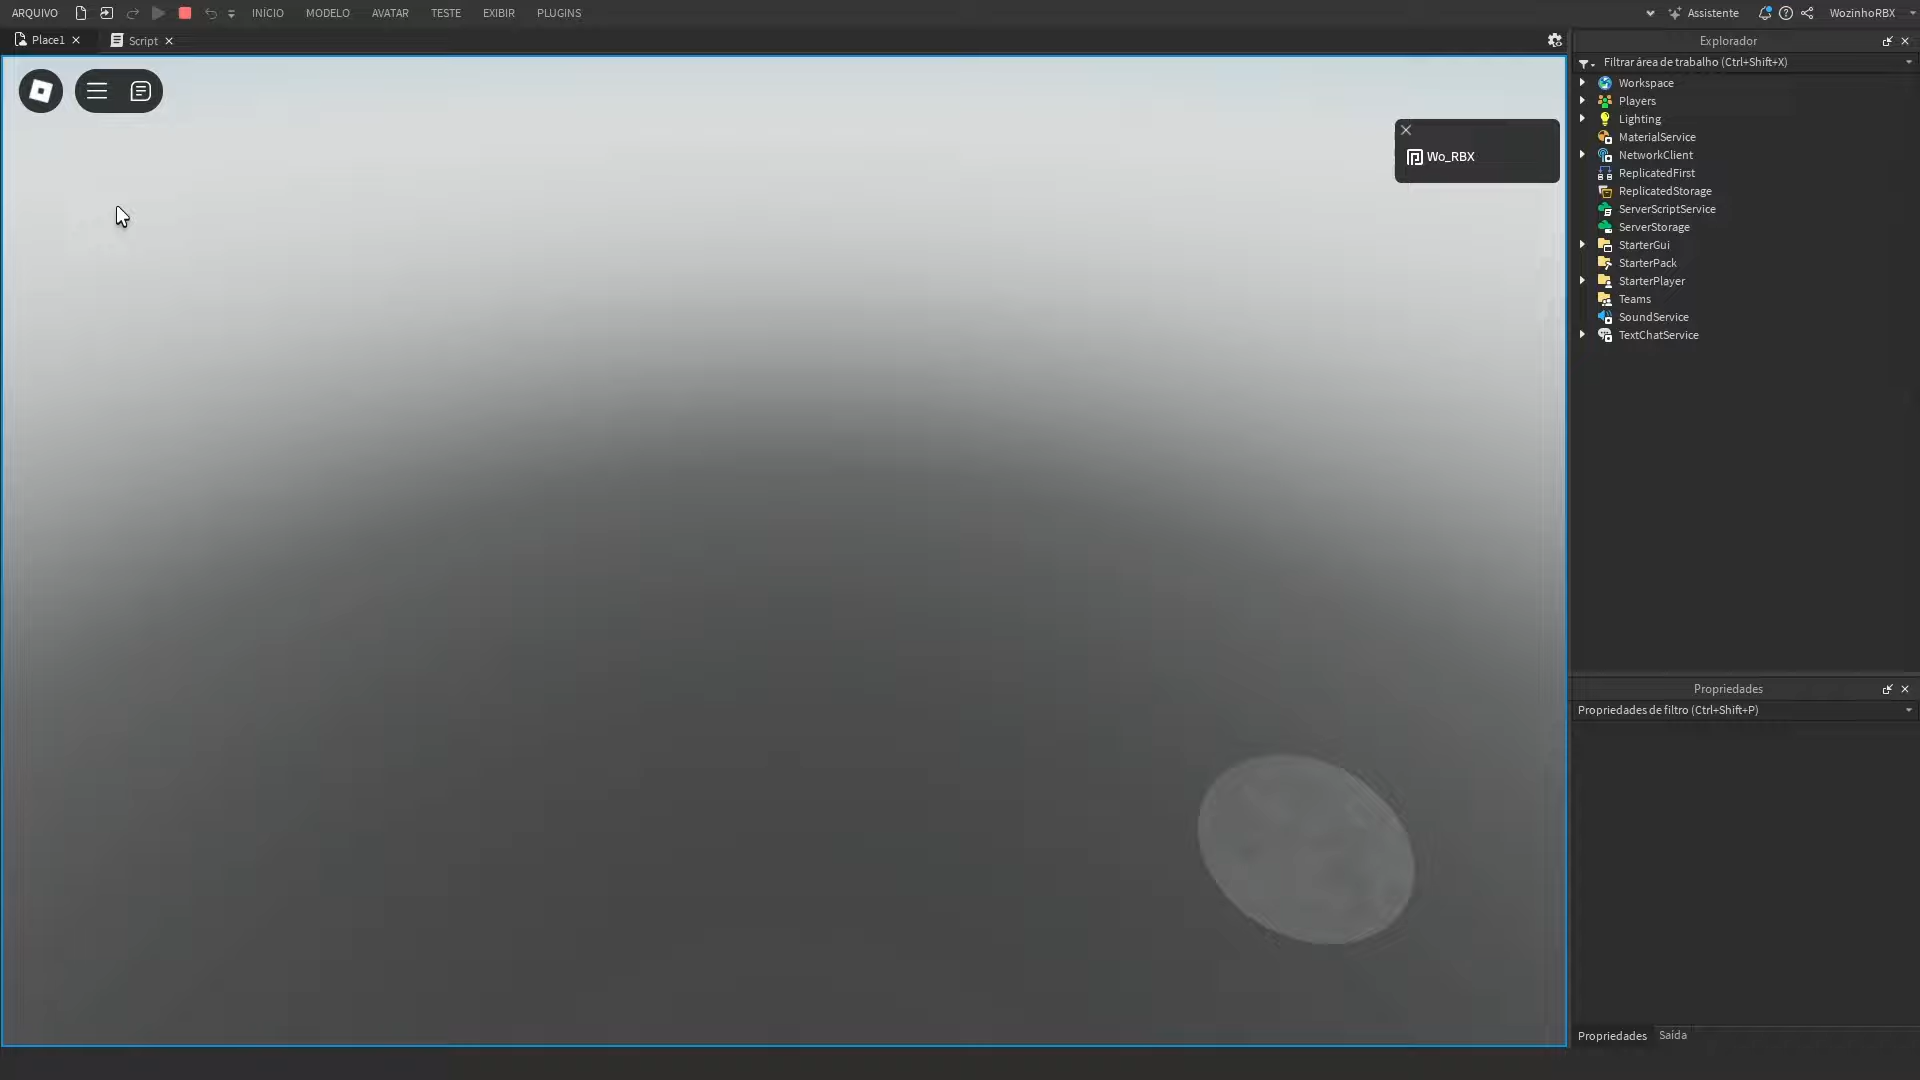 ARQUIVO INÍCIO MODELO AVATAR TESTE EXIBIR PLUGINS Assistente WozinhoRBX
Place1 Script
Explorador
Filtrar área de trabalho (Ctrl+Shift+X)
Workspace
Players
Lighting
MaterialService
NetworkClient
ReplicatedFirst
ReplicatedStorage
ServerScriptService
ServerStorage
StarterGui
StarterPack
StarterPlayer
Teams
SoundService
TextChatService
Wo_RBX
Propriedades
Propriedades de filtro (Ctrl+Shift+P)
Propriedades Saída